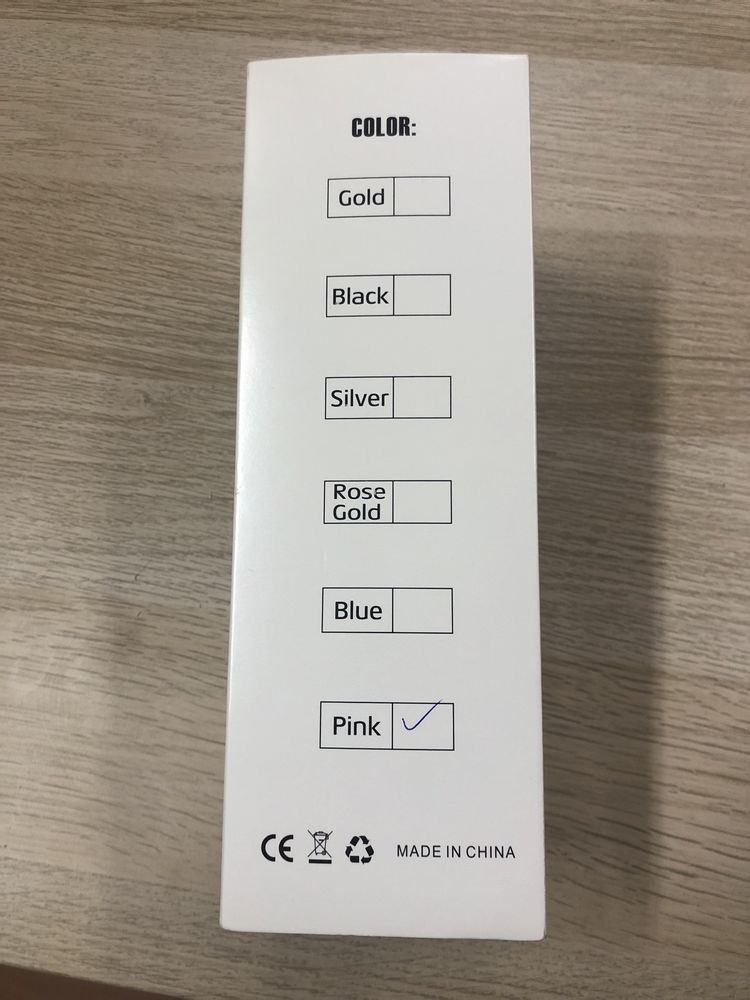 COLOR:
Gold
Black
Silver
Rose
Gold
Blue
Pink
CE MADE IN CHINA